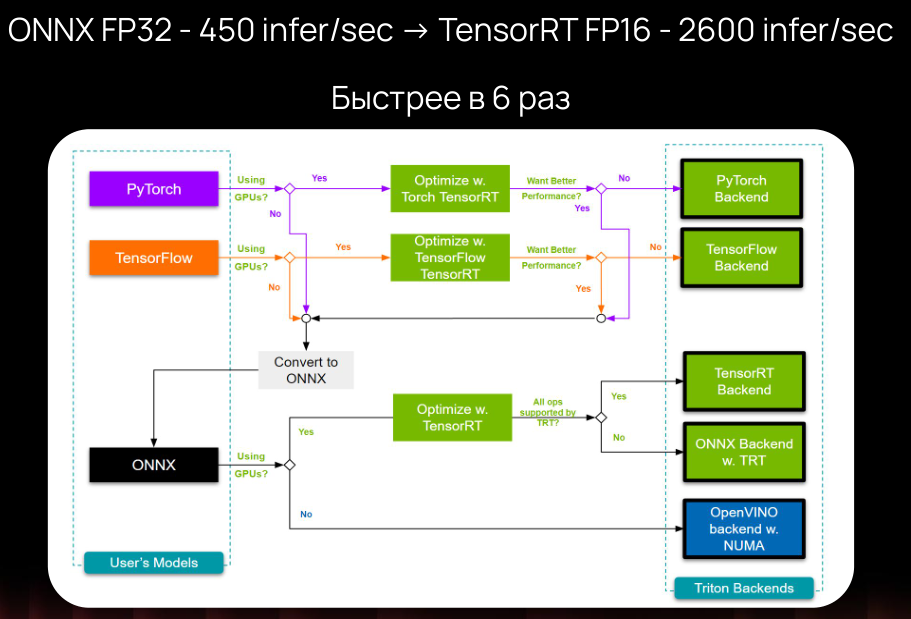 ONNX FP32 - 450 infer/sec → TensorRT FP16 - 2600 infer/sec
Быстрее в 6 раз
PyTorch
Using
GPUs?
Yes
No
Optimize w.
Torch TensorRT
Want Better
Performance?
No
Yes
PyTorch
Backend
TensorFlow
Using
GPUs?
Yes
No
Optimize w.
TensorFlow
TensorRT
Want Better
Performance?
No
Yes
TensorFlow
Backend
Convert to
ONNX
ONNX
Using
GPUs?
Yes
No
Optimize w.
TensorRT
All ops
supported by
TRT?
Yes
No
TensorRT
Backend
ONNX Backend
w. TRT
OpenVINO
backend w.
NUMA
User's Models
Triton Backends